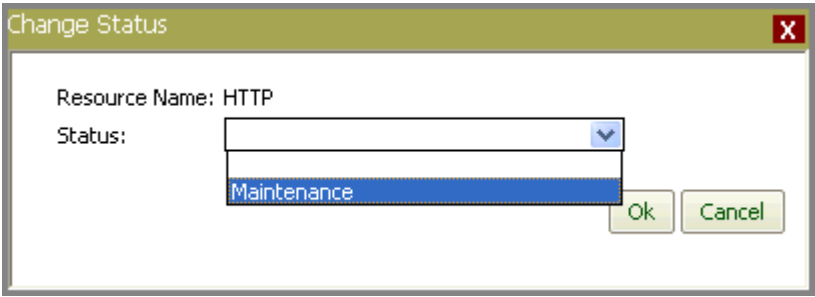 Change Status
X
Resource Name: HTTP
Status:
Maintenance
Ok Cancel